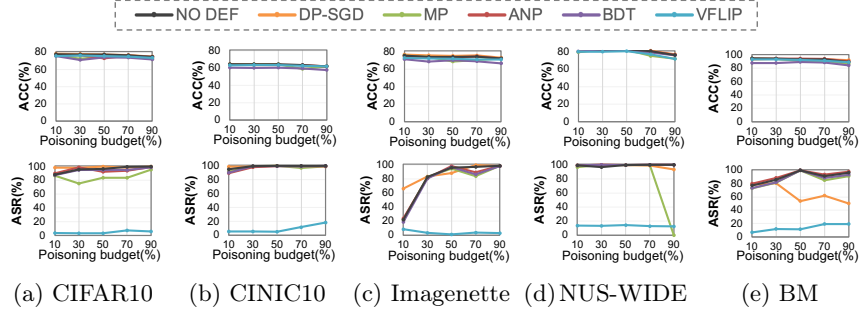 NO DEF DP-SGD MP ANP BDT VFLIP
80 80 80 80 100
60 60 60 60 80
40 40 40 40 60
20 20 20 20 40
0 0 0 0 20
0
ACC(%) ACC(%) ACC(%) ACC(%) ACC(%)
10 30 50 70 90 10 30 50 70 90 10 30 50 70 90 10 30 50 70 90 10 30 50 70 90
Poisoning budget(%) Poisoning budget(%) Poisoning budget(%) Poisoning budget(%) Poisoning budget(%)
100 100 100 100 100
80 80 80 80 80
60 60 60 60 60
40 40 40 40 40
20 20 20 20 20
0 0 0 0 0
ASR(%) ASR(%) ASR(%) ASR(%) ASR(%)
10 30 50 70 90 10 30 50 70 90 10 30 50 70 90 10 30 50 70 90 10 30 50 70 90
Poisoning budget(%) Poisoning budget(%) Poisoning budget(%) Poisoning budget(%) Poisoning budget(%)
(a) CIFAR10 (b) CINIC10 (c) Imagenette (d) NUS-WIDE (e) BM